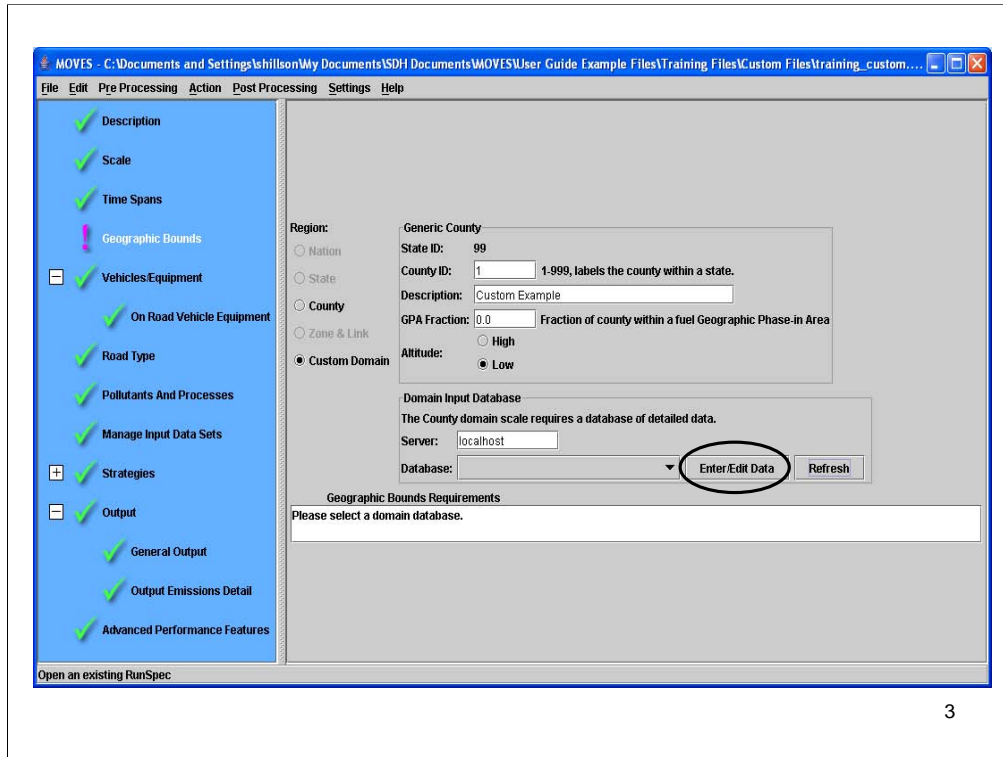 MOVES - C:\Documents and Settings\shillson\My Documents\SDH Documents\MOVES\User Guide Example Files\Training Files\Custom Files\training_custom....
File Edit Pre Processing Action Post Processing Settings Help
Description
Scale
Time Spans
Geographic Bounds
Vehicles/Equipment
On Road Vehicle Equipment
Road Type
Pollutants And Processes
Manage Input Data Sets
Strategies
Output
General Output
Output Emissions Detail
Advanced Performance Features
Region:
Nation
State
County
Zone & Link
Custom Domain
Generic County
State ID: 99
County ID: 1 1-999, labels the county within a state.
Description: Custom Example
GPA Fraction: 0.0 Fraction of county within a fuel Geographic Phase-in Area
Altitude:
High
Low
Domain Input Database
The County domain scale requires a database of detailed data.
Server: localhost
Database: Enter/Edit Data Refresh
Geographic Bounds Requirements
Please select a domain database.
Open an existing RunSpec
3